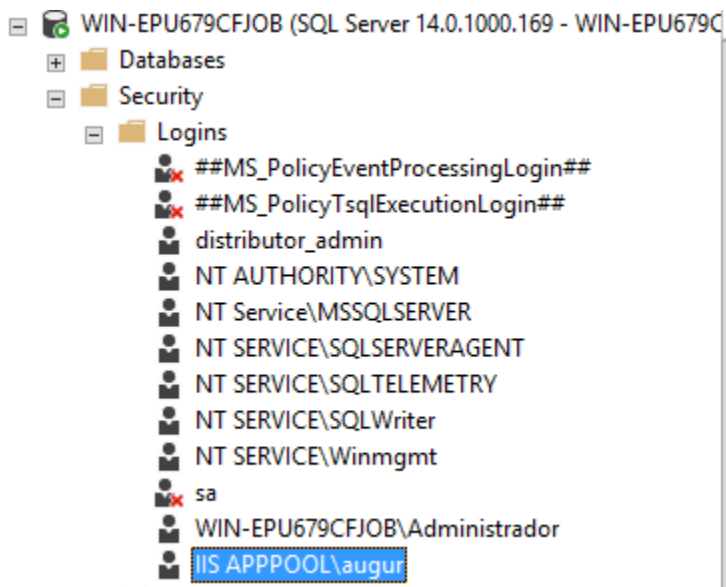 WIN-EPU679CFJOB (SQL Server 14.0.1000.169 - WIN-EPU679C
Databases
Security
Logins
##MS_PolicyEventProcessingLogin##
##MS_PolicyTsqlExecutionLogin##
distributor_admin
NT AUTHORITY\SYSTEM
NT Service\MSSQLSERVER
NT SERVICE\SQLSERVERAGENT
NT SERVICE\SQLTELEMETRY
NT SERVICE\SQLWriter
NT SERVICE\Winmgmt
sa
WIN-EPU679CFJOB\Administrador
IIS APPPOOL\augur